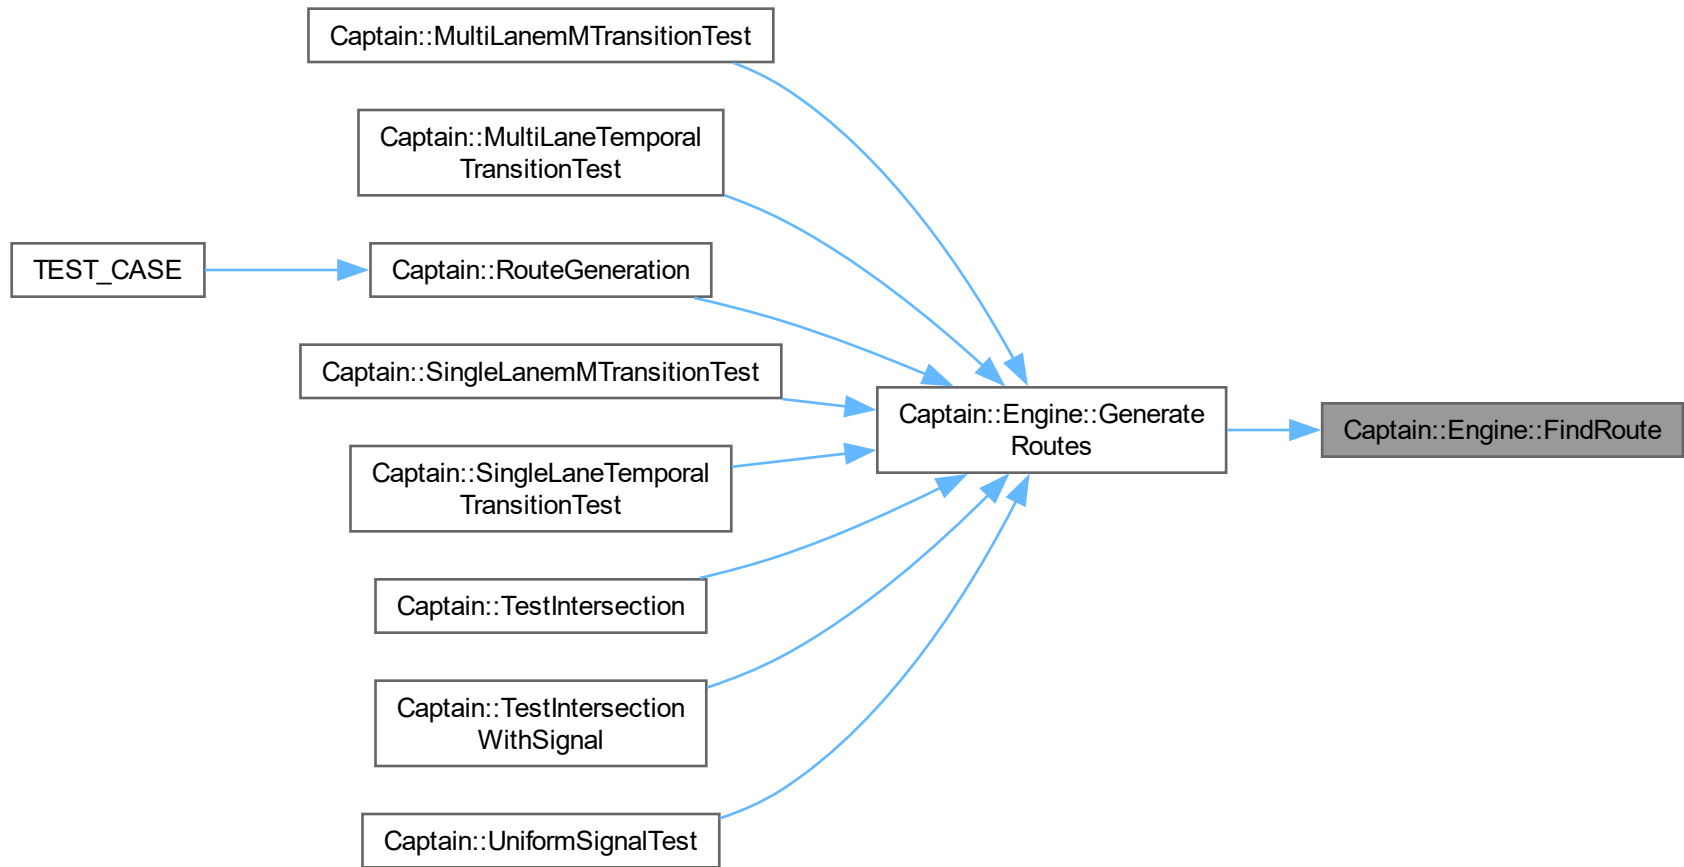 Captain::MultiLanemMTransitionTest
Captain::MultiLaneTemporal
TransitionTest
TEST_CASE
Captain::RouteGeneration
Captain::SingleLanemMTransitionTest
Captain::Engine::Generate
Routes
Captain::Engine::FindRoute
Captain::SingleLaneTemporal
TransitionTest
Captain::TestIntersection
Captain::TestIntersection
WithSignal
Captain::UniformSignalTest